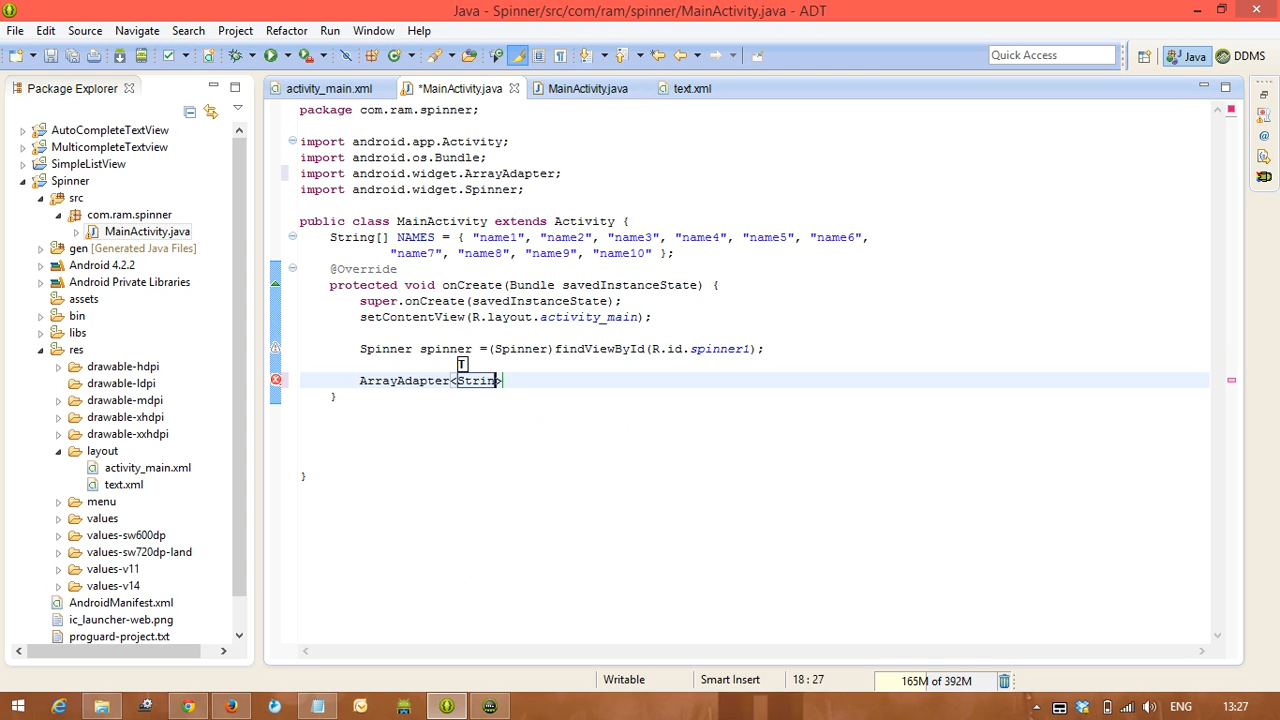 Java - Spinner/src/com/ram/spinner/MainActivity.java - ADT
File Edit Source Navigate Search Project Refactor Run Window Help
Quick Access
Java
DDMS
Package Explorer
activity_main.xml
*MainActivity.java
MainActivity.java
text.xml
AutoCompleteTextView
MulticompleteTextview
SimpleListView
Spinner
src
com.ram.spinner
MainActivity.java
gen [Generated Java Files]
Android 4.2.2
Android Private Libraries
assets
bin
libs
res
drawable-hdpi
drawable-ldpi
drawable-mdpi
drawable-xhdpi
drawable-xxhdpi
layout
activity_main.xml
text.xml
menu
values
values-sw600dp
values-sw720dp-land
values-v11
values-v14
AndroidManifest.xml
ic_launcher-web.png
proguard-project.txt
package com.ram.spinner;
import android.app.Activity;
import android.os.Bundle;
import android.widget.ArrayAdapter;
import android.widget.Spinner;
public class MainActivity extends Activity {
String[] NAMES = { "name1", "name2", "name3", "name4", "name5", "name6",
"name7", "name8", "name9", "name10" };
@Override
protected void onCreate(Bundle savedInstanceState) {
super.onCreate(savedInstanceState);
setContentView(R.layout.activity_main);
Spinner spinner =(Spinner)findViewById(R.id.spinner1);
T
ArrayAdapter<Strin>
}
}
Writable
Smart Insert
18 : 27
165M of 392M
ENG
13:27